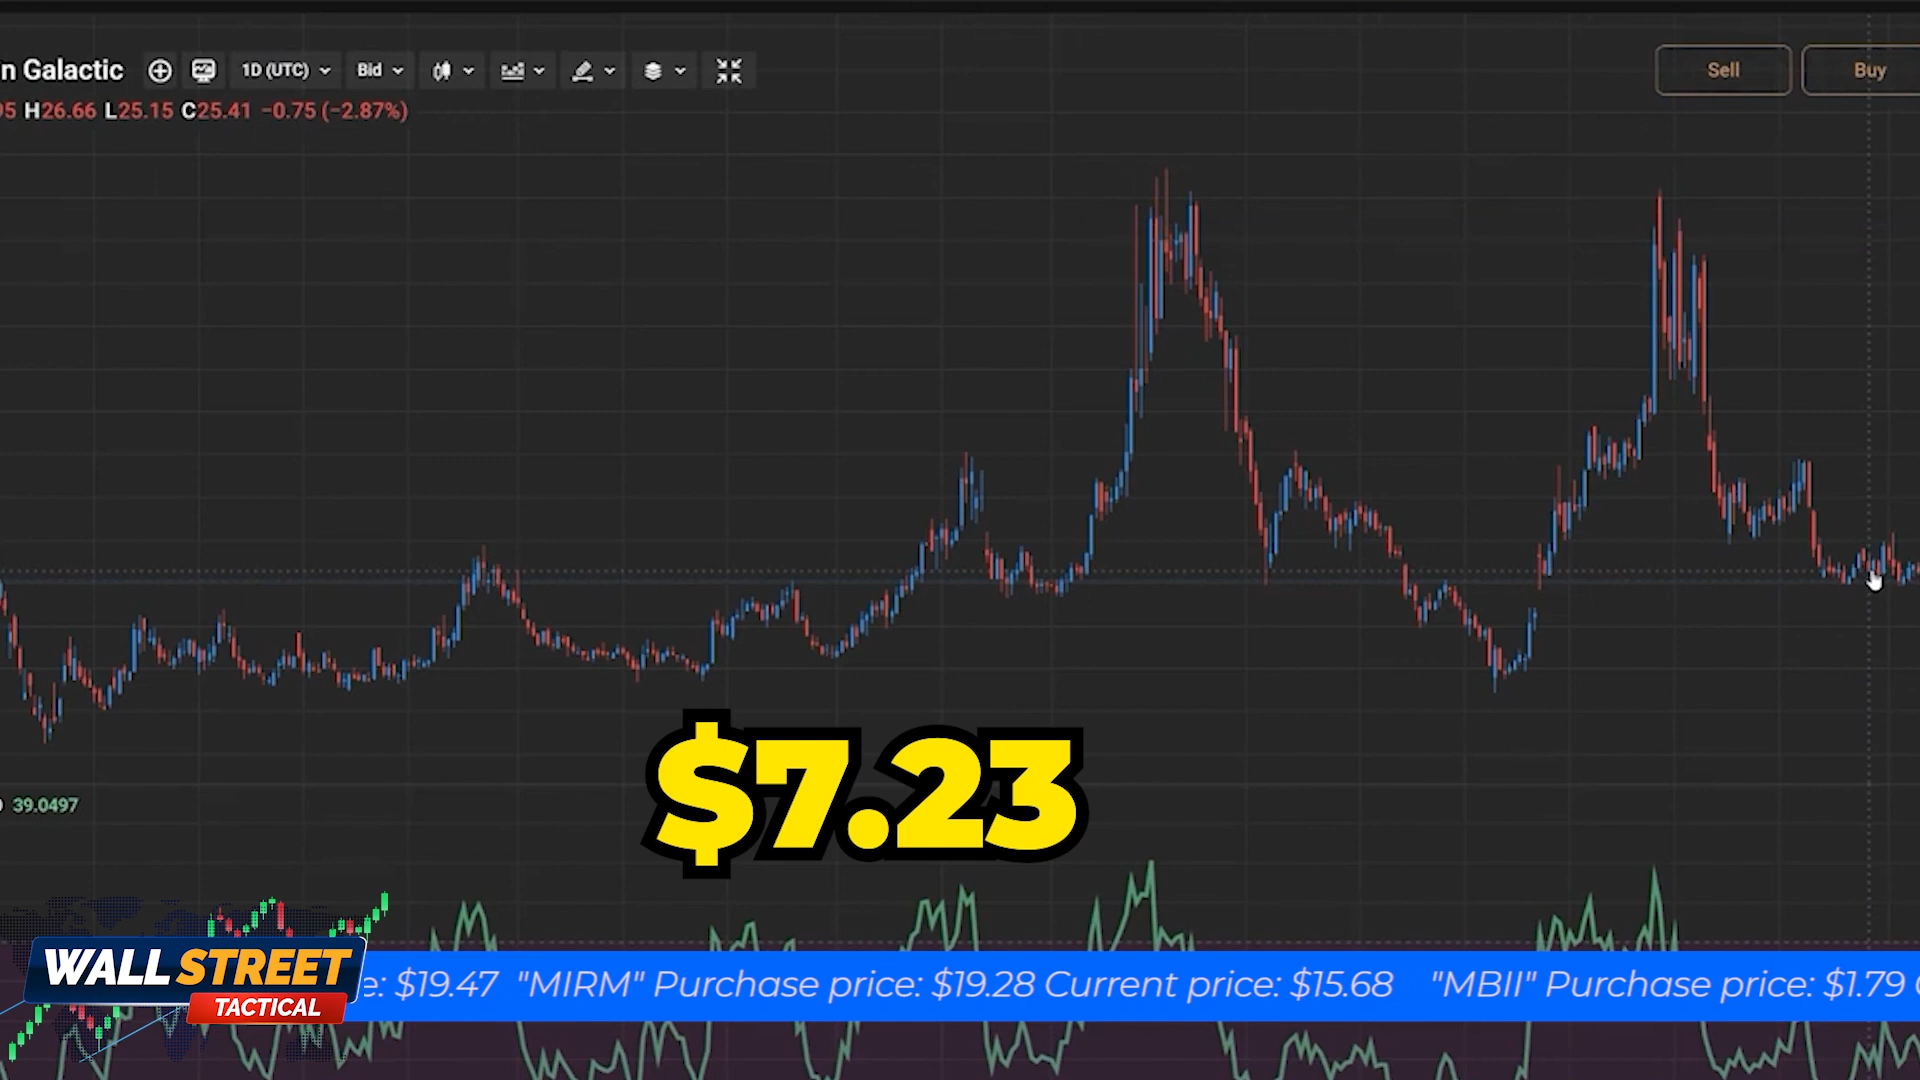 n Galactic 1D (UTC) Bid Sell Buy
95 H26.66 L25.15 C25.41 −0.75 (−2.87%)
$7.23
39.0497
WALL STREET
TACTICAL
e: $19.47 "MIRM" Purchase price: $19.28 Current price: $15.68 "MBII" Purchase price: $1.79 C